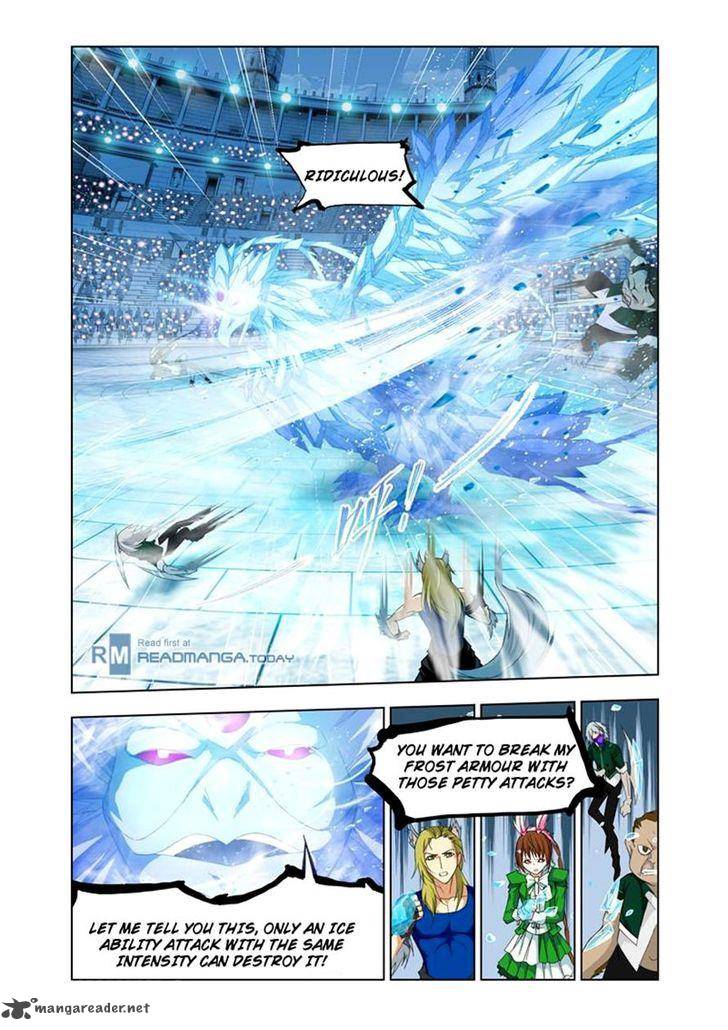 RIDICULOUS!
呼!
Read first at
RM READMANGA.TODAY
YOU WANT TO BREAK MY
FROST ARMOUR WITH
THOSE PETTY ATTACKS?
LET ME TELL YOU THIS, ONLY AN ICE
ABILITY ATTACK WITH THE SAME
INTENSITY CAN DESTROY IT!
mangareader.net